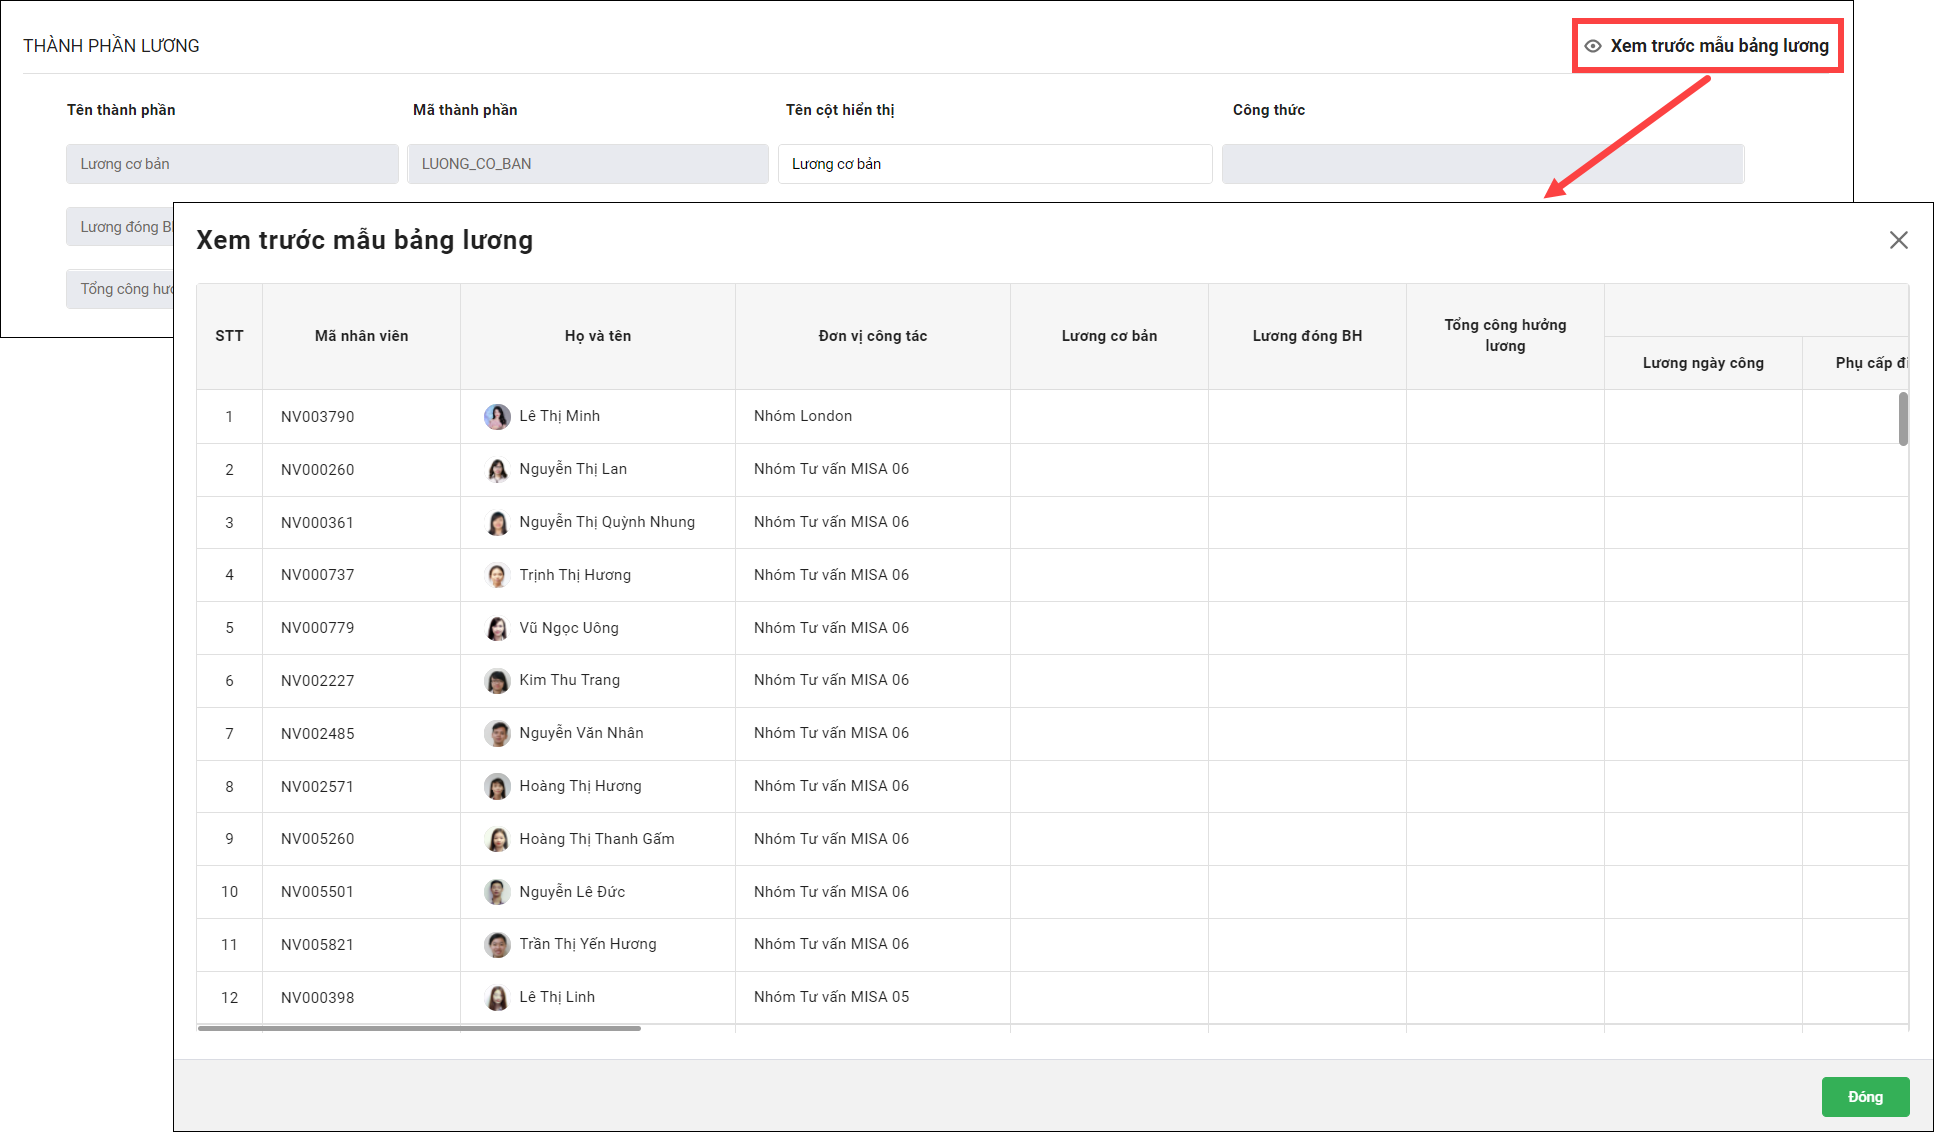 THÀNH PHẦN LƯƠNG
Xem trước mẫu bảng lương
Tên thành phần
Mã thành phần
Tên cột hiển thị
Công thức
Lương cơ bản
LUONG_CO_BAN
Lương cơ bản
Lương đóng
Tổng công
Xem trước mẫu bảng lương
STT
Mã nhân viên
Họ và tên
Đơn vị công tác
Lương cơ bản
Lương đóng BH
Tổng công hưởng
lương
Lương ngày công
Phụ cấp
1 NV003790 Lê Thị Minh Nhóm London
2 NV000260 Nguyễn Thị Lan Nhóm Tư vấn MISA 06
3 NV000361 Nguyễn Thị Quỳnh Nhung Nhóm Tư vấn MISA 06
4 NV000737 Trịnh Thị Hương Nhóm Tư vấn MISA 06
5 NV000779 Vũ Ngọc Uông Nhóm Tư vấn MISA 06
6 NV002227 Kim Thu Trang Nhóm Tư vấn MISA 06
7 NV002485 Nguyễn Văn Nhân Nhóm Tư vấn MISA 06
8 NV002571 Hoàng Thị Hương Nhóm Tư vấn MISA 06
9 NV005260 Hoàng Thị Thanh Gấm Nhóm Tư vấn MISA 06
10 NV005501 Nguyễn Lê Đức Nhóm Tư vấn MISA 06
11 NV005821 Trần Thị Yến Hương Nhóm Tư vấn MISA 06
12 NV000398 Lê Thị Linh Nhóm Tư vấn MISA 05
Đóng